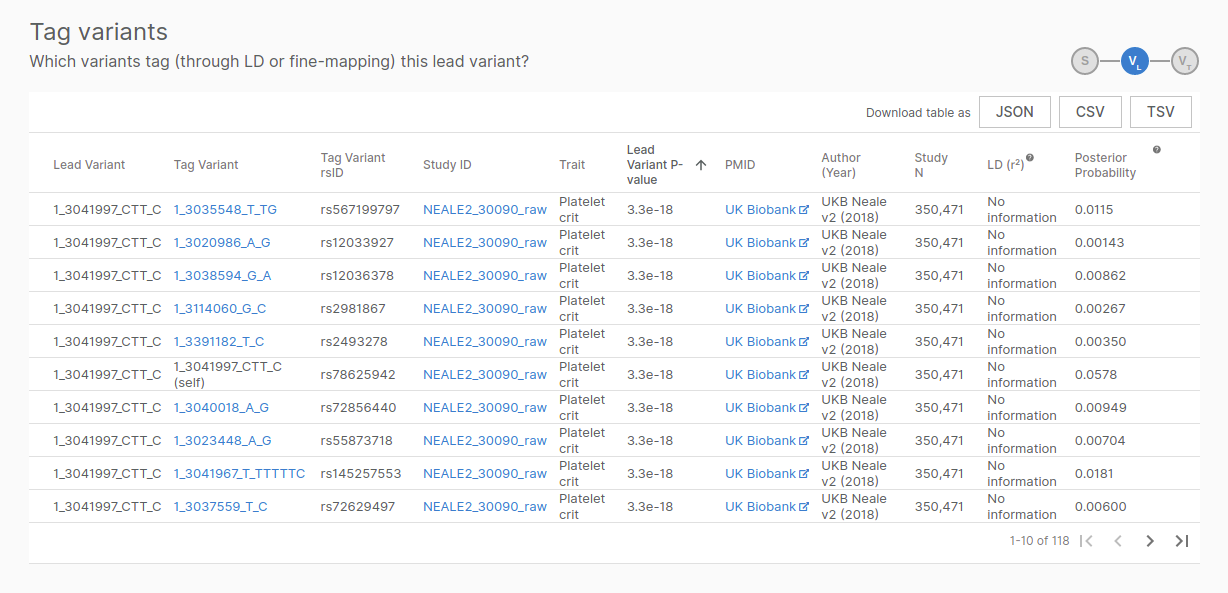 Tag variants
Which variants tag (through LD or fine-mapping) this lead variant?
S VL VT
Download table as JSON CSV TSV
Lead Variant Tag Variant Tag Variant rsID Study ID Trait Lead Variant P-value PMID Author (Year) Study N LD (r²) Posterior Probability
1_3041997_CTT_C 1_3035548_T_TG rs567199797 NEALE2_30090_raw Platelet crit 3.3e-18 UK Biobank UKB Neale v2 (2018) 350,471 No information 0.0115
1_3041997_CTT_C 1_3020986_A_G rs12033927 NEALE2_30090_raw Platelet crit 3.3e-18 UK Biobank UKB Neale v2 (2018) 350,471 No information 0.00143
1_3041997_CTT_C 1_3038594_G_A rs12036378 NEALE2_30090_raw Platelet crit 3.3e-18 UK Biobank UKB Neale v2 (2018) 350,471 No information 0.00862
1_3041997_CTT_C 1_3114060_G_C rs2981867 NEALE2_30090_raw Platelet crit 3.3e-18 UK Biobank UKB Neale v2 (2018) 350,471 No information 0.00267
1_3041997_CTT_C 1_3391182_T_C rs2493278 NEALE2_30090_raw Platelet crit 3.3e-18 UK Biobank UKB Neale v2 (2018) 350,471 No information 0.00350
1_3041997_CTT_C 1_3041997_CTT_C (self) rs78625942 NEALE2_30090_raw Platelet crit 3.3e-18 UK Biobank UKB Neale v2 (2018) 350,471 No information 0.0578
1_3041997_CTT_C 1_3040018_A_G rs72856440 NEALE2_30090_raw Platelet crit 3.3e-18 UK Biobank UKB Neale v2 (2018) 350,471 No information 0.00949
1_3041997_CTT_C 1_3023448_A_G rs55873718 NEALE2_30090_raw Platelet crit 3.3e-18 UK Biobank UKB Neale v2 (2018) 350,471 No information 0.00704
1_3041997_CTT_C 1_3041967_T_TTTTTC rs145257553 NEALE2_30090_raw Platelet crit 3.3e-18 UK Biobank UKB Neale v2 (2018) 350,471 No information 0.0181
1_3041997_CTT_C 1_3037559_T_C rs72629497 NEALE2_30090_raw Platelet crit 3.3e-18 UK Biobank UKB Neale v2 (2018) 350,471 No information 0.00600
1-10 of 118